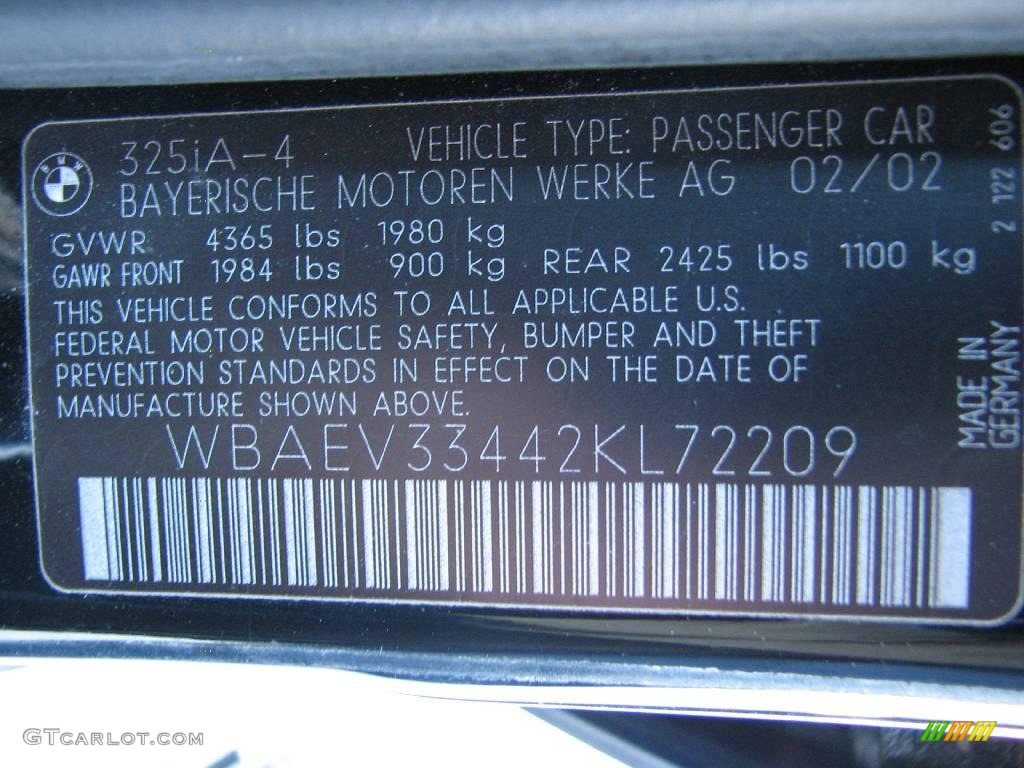 BMW
325iA-4 VEHICLE TYPE: PASSENGER CAR
BAYERISCHE MOTOREN WERKE AG 02/02
GVWR 4365 lbs 1980 kg
GAWR FRONT 1984 lbs 900 kg REAR 2425 lbs 1100 kg
THIS VEHICLE CONFORMS TO ALL APPLICABLE U.S.
FEDERAL MOTOR VEHICLE SAFETY, BUMPER AND THEFT
PREVENTION STANDARDS IN EFFECT ON THE DATE OF
MANUFACTURE SHOWN ABOVE.
WBAEV33442KL72209
2 122 606
MADE IN
GERMANY
GTcarlot.com